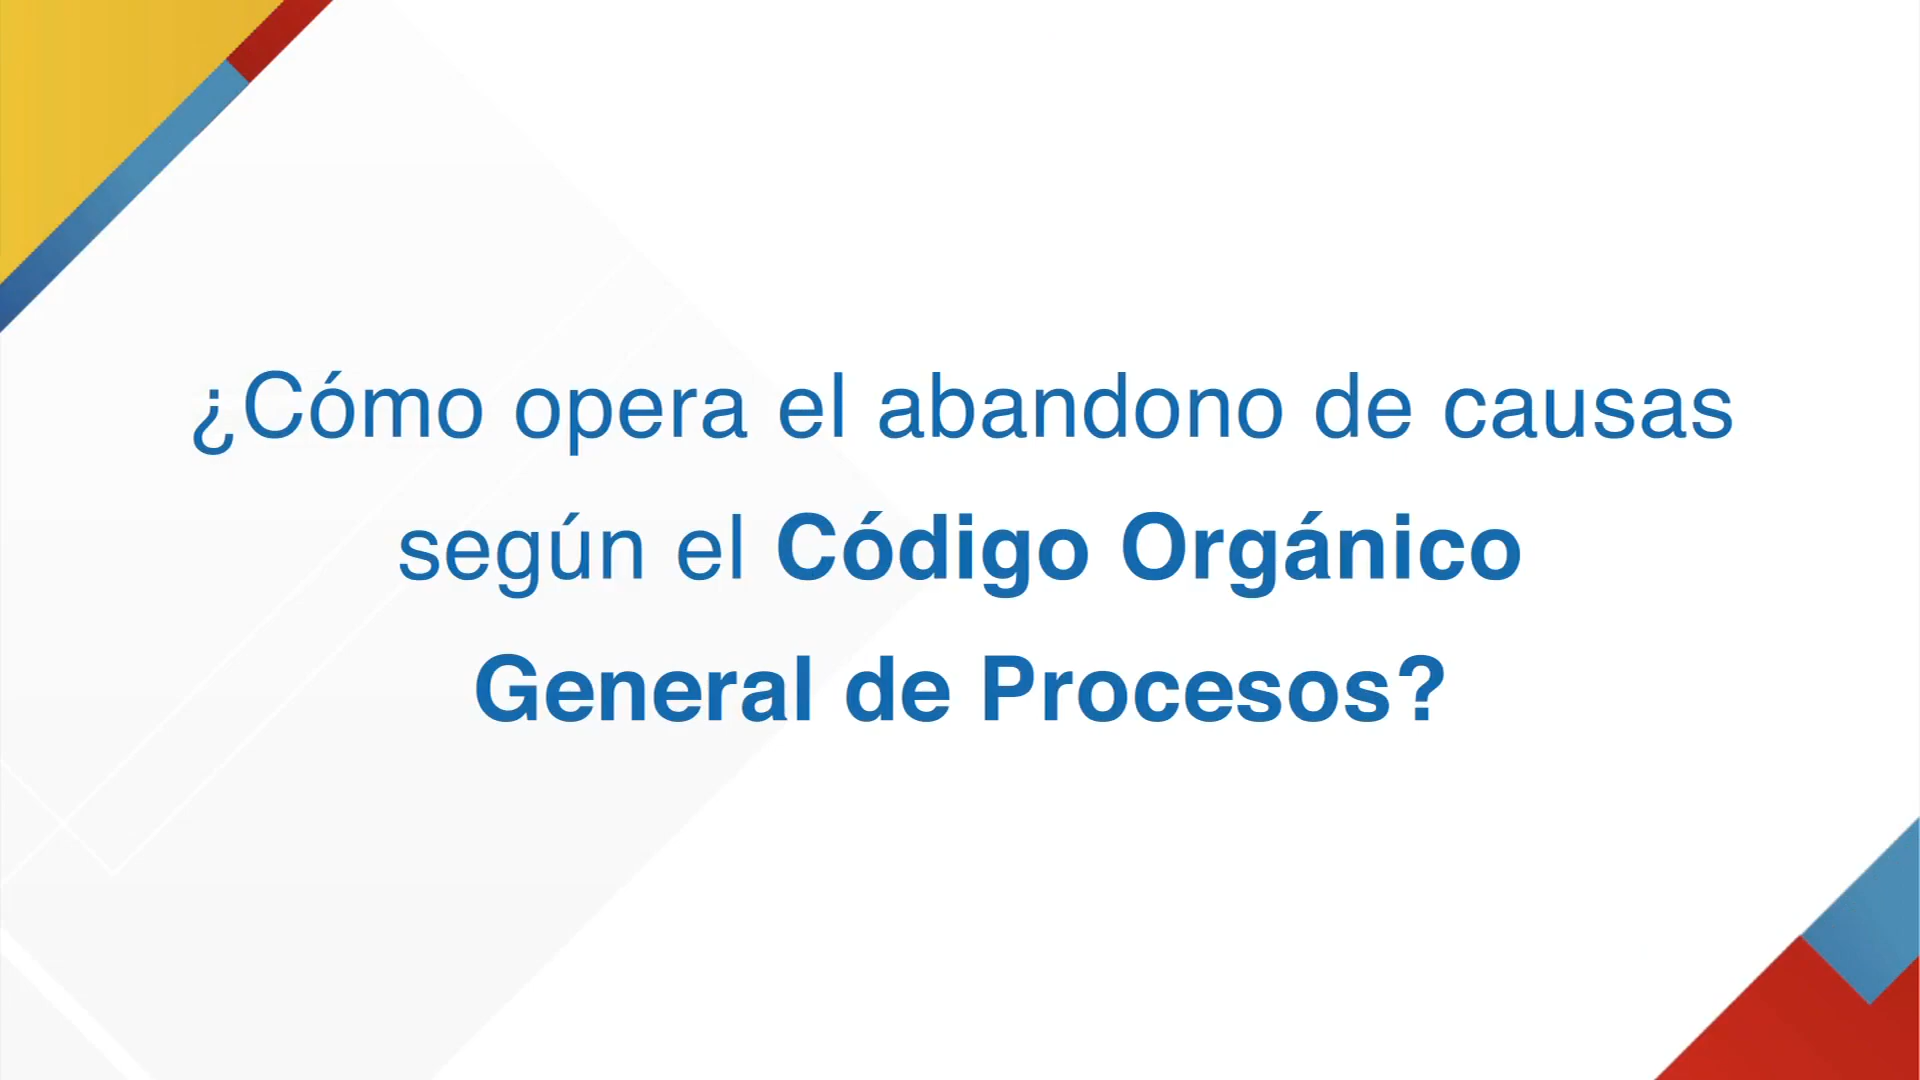 ¿Cómo opera el abandono de causas
según el Código Orgánico
General de Procesos?